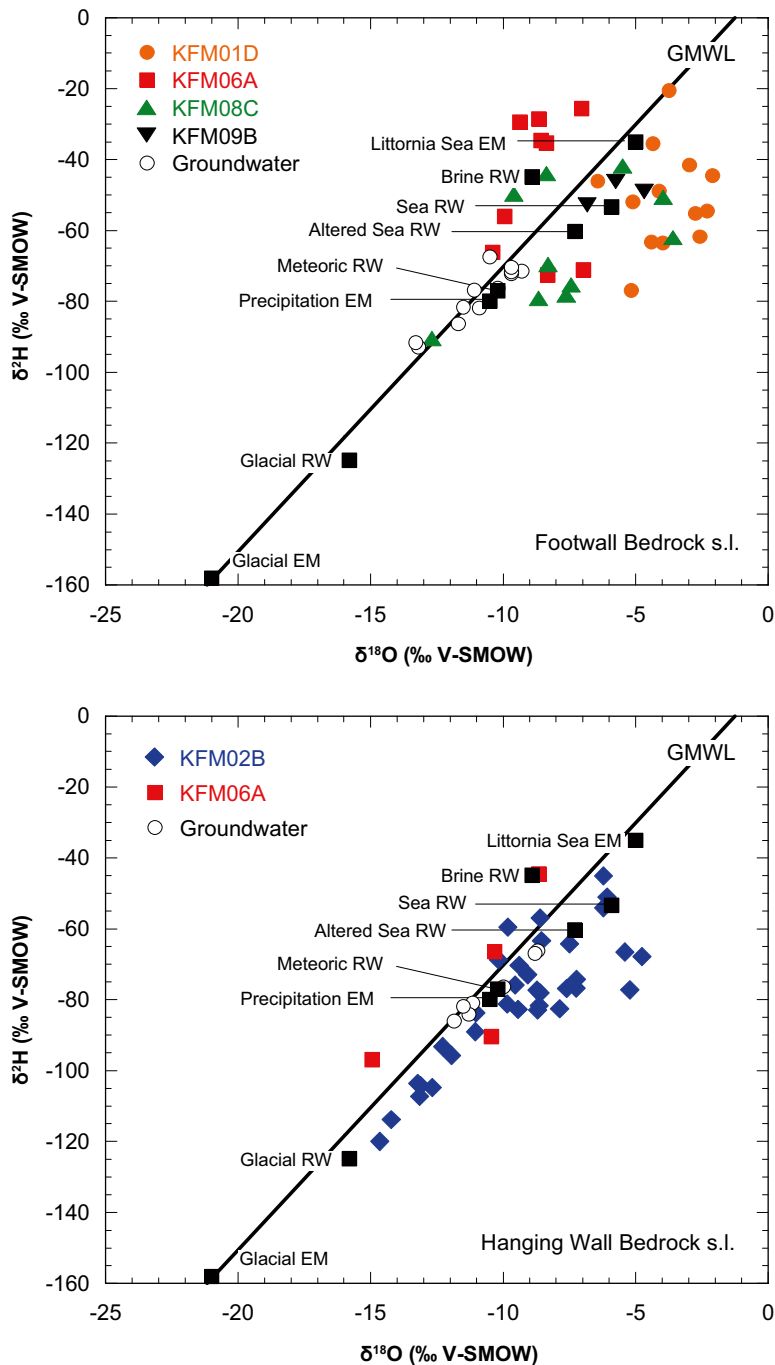 0
-20
-40
-60
-80
-100
-120
-140
-160
δ²H (‰ V-SMOW)
KFM01D
KFM06A
KFM08C
KFM09B
Groundwater
GMWL
Littornia Sea EM
Brine RW
Sea RW
Altered Sea RW
Meteoric RW
Precipitation EM
Glacial RW
Glacial EM
Footwall Bedrock s.l.
-25 -20 -15 -10 -5 0
δ¹⁸O (‰ V-SMOW)
0
-20
-40
-60
-80
-100
-120
-140
-160
δ²H (‰ V-SMOW)
KFM02B
KFM06A
Groundwater
GMWL
Littornia Sea EM
Brine RW
Sea RW
Altered Sea RW
Meteoric RW
Precipitation EM
Glacial RW
Glacial EM
Hanging Wall Bedrock s.l.
-25 -20 -15 -10 -5 0
δ¹⁸O (‰ V-SMOW)